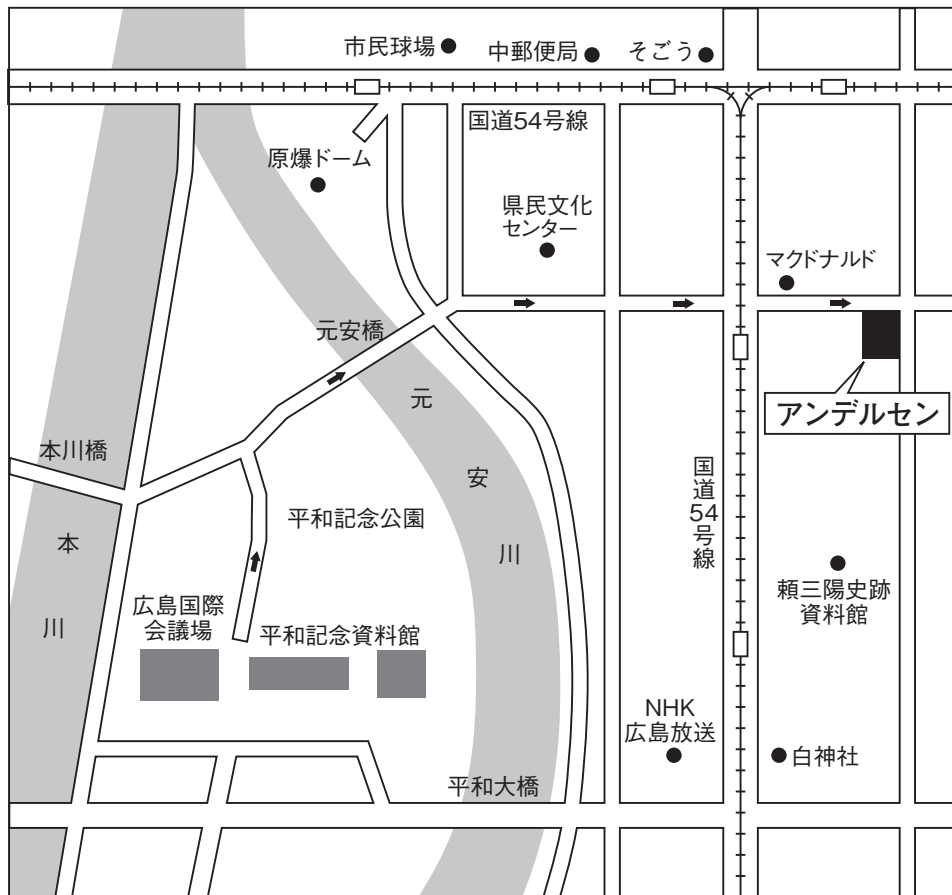 市民球場
中郵便局
そごう
国道54号線
原爆ドーム
県民文化
センター
マクドナルド
元安橋
元
安
川
アンデルセン
本川橋
本
川
国道54号線
平和記念公園
頼三陽史跡
資料館
広島国際
会議場
平和記念資料館
NHK
広島放送
白神社
平和大橋